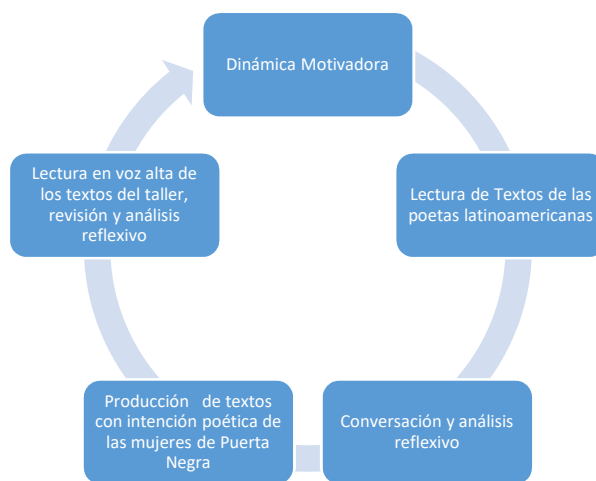 Dinámica Motivadora
Lectura de Textos de las
poetas latinoamericanas
Conversación y análisis
reflexivo
Producción de textos
con intención poética de
las mujeres de Puerta
Negra
Lectura en voz alta de
los textos del taller,
revisión y análisis
reflexivo